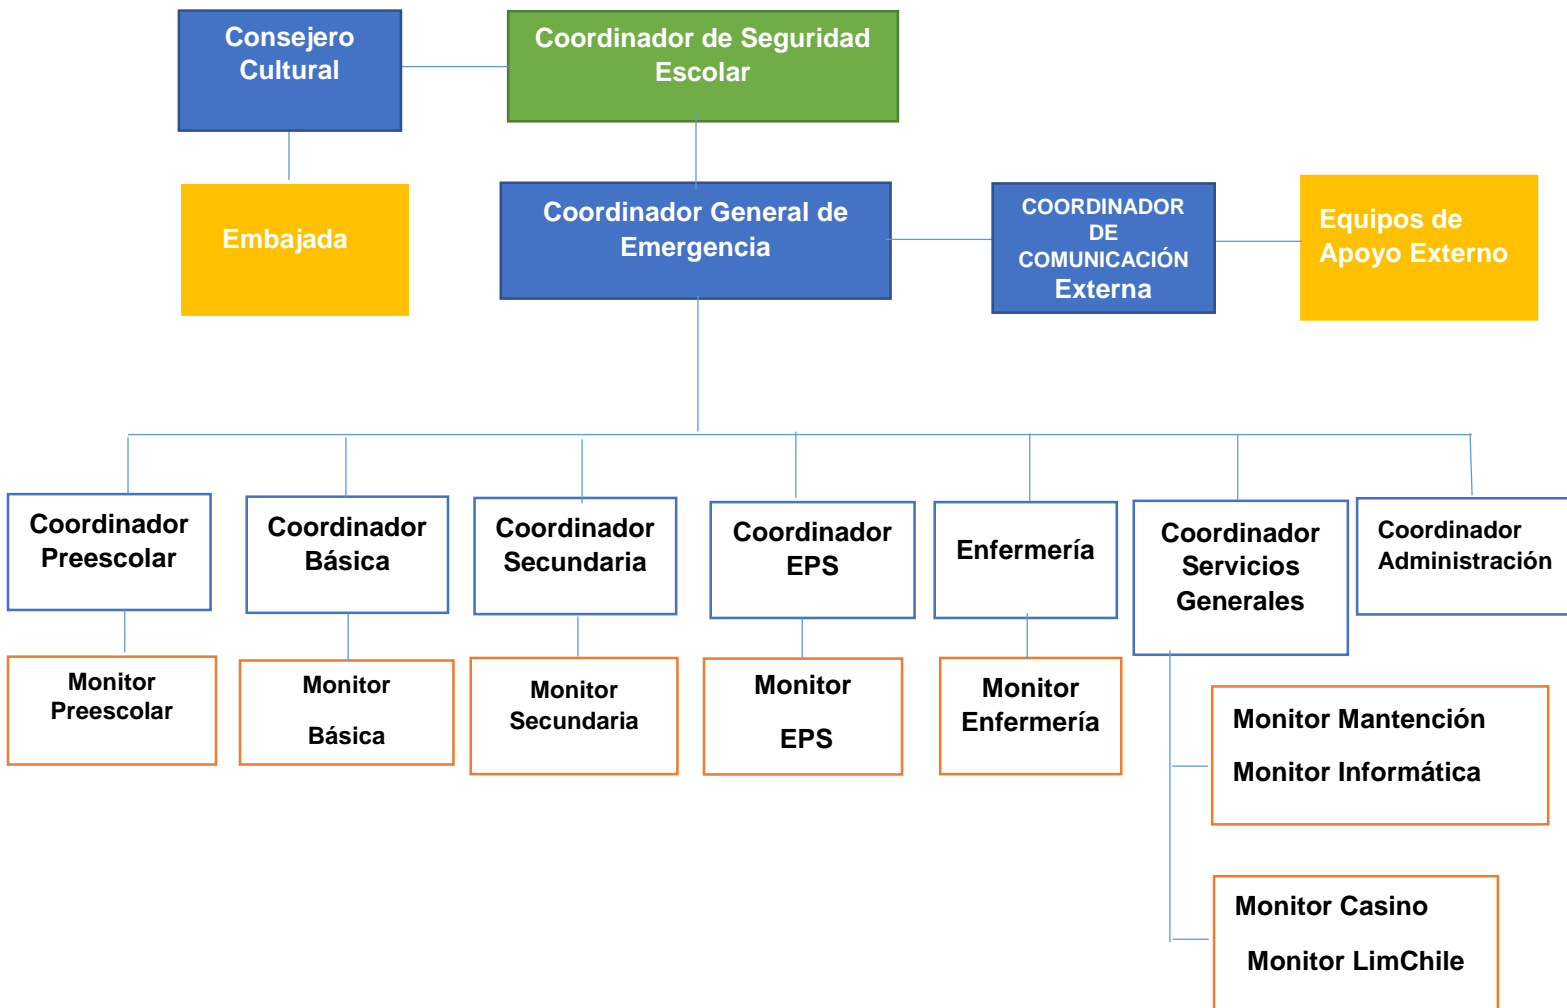 Consejero
Cultural
Coordinador de Seguridad
Escolar
Embajada
Coordinador General de
Emergencia
COORDINADOR
DE
COMUNICACIÓN
Externa
Equipos de
Apoyo Externo
Coordinador
Preescolar
Coordinador
Básica
Coordinador
Secundaria
Coordinador
EPS
Enfermería
Coordinador
Servicios
Generales
Coordinador
Administración
Monitor
Preescolar
Monitor
Básica
Monitor
Secundaria
Monitor
EPS
Monitor
Enfermería
Monitor Mantención
Monitor Informática
Monitor Casino
Monitor LimChile